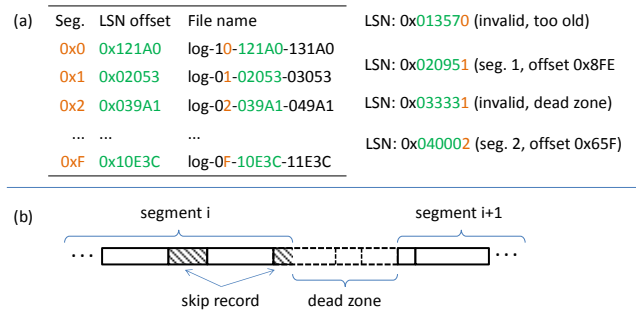 (a)
Seg. LSN offset File name
0x0 0x121A0 log-10-121A0-131A0
0x1 0x02053 log-01-02053-03053
0x2 0x039A1 log-02-039A1-049A1
... ... ...
0xF 0x10E3C log-0F-10E3C-11E3C
LSN: 0x013570 (invalid, too old)
LSN: 0x020951 (seg. 1, offset 0x8FE
LSN: 0x033331 (invalid, dead zone)
LSN: 0x040002 (seg. 2, offset 0x65F)
(b)
segment i segment i+1
... ...
skip record dead zone